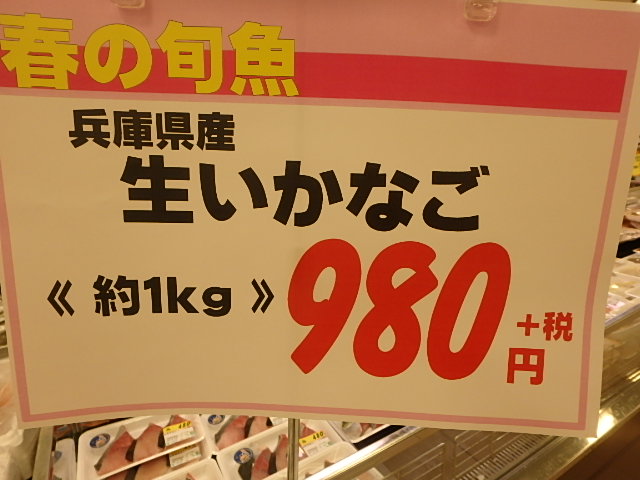 春の旬魚
兵庫県産
生いかなご
《 約1kg 》
980
+税
円